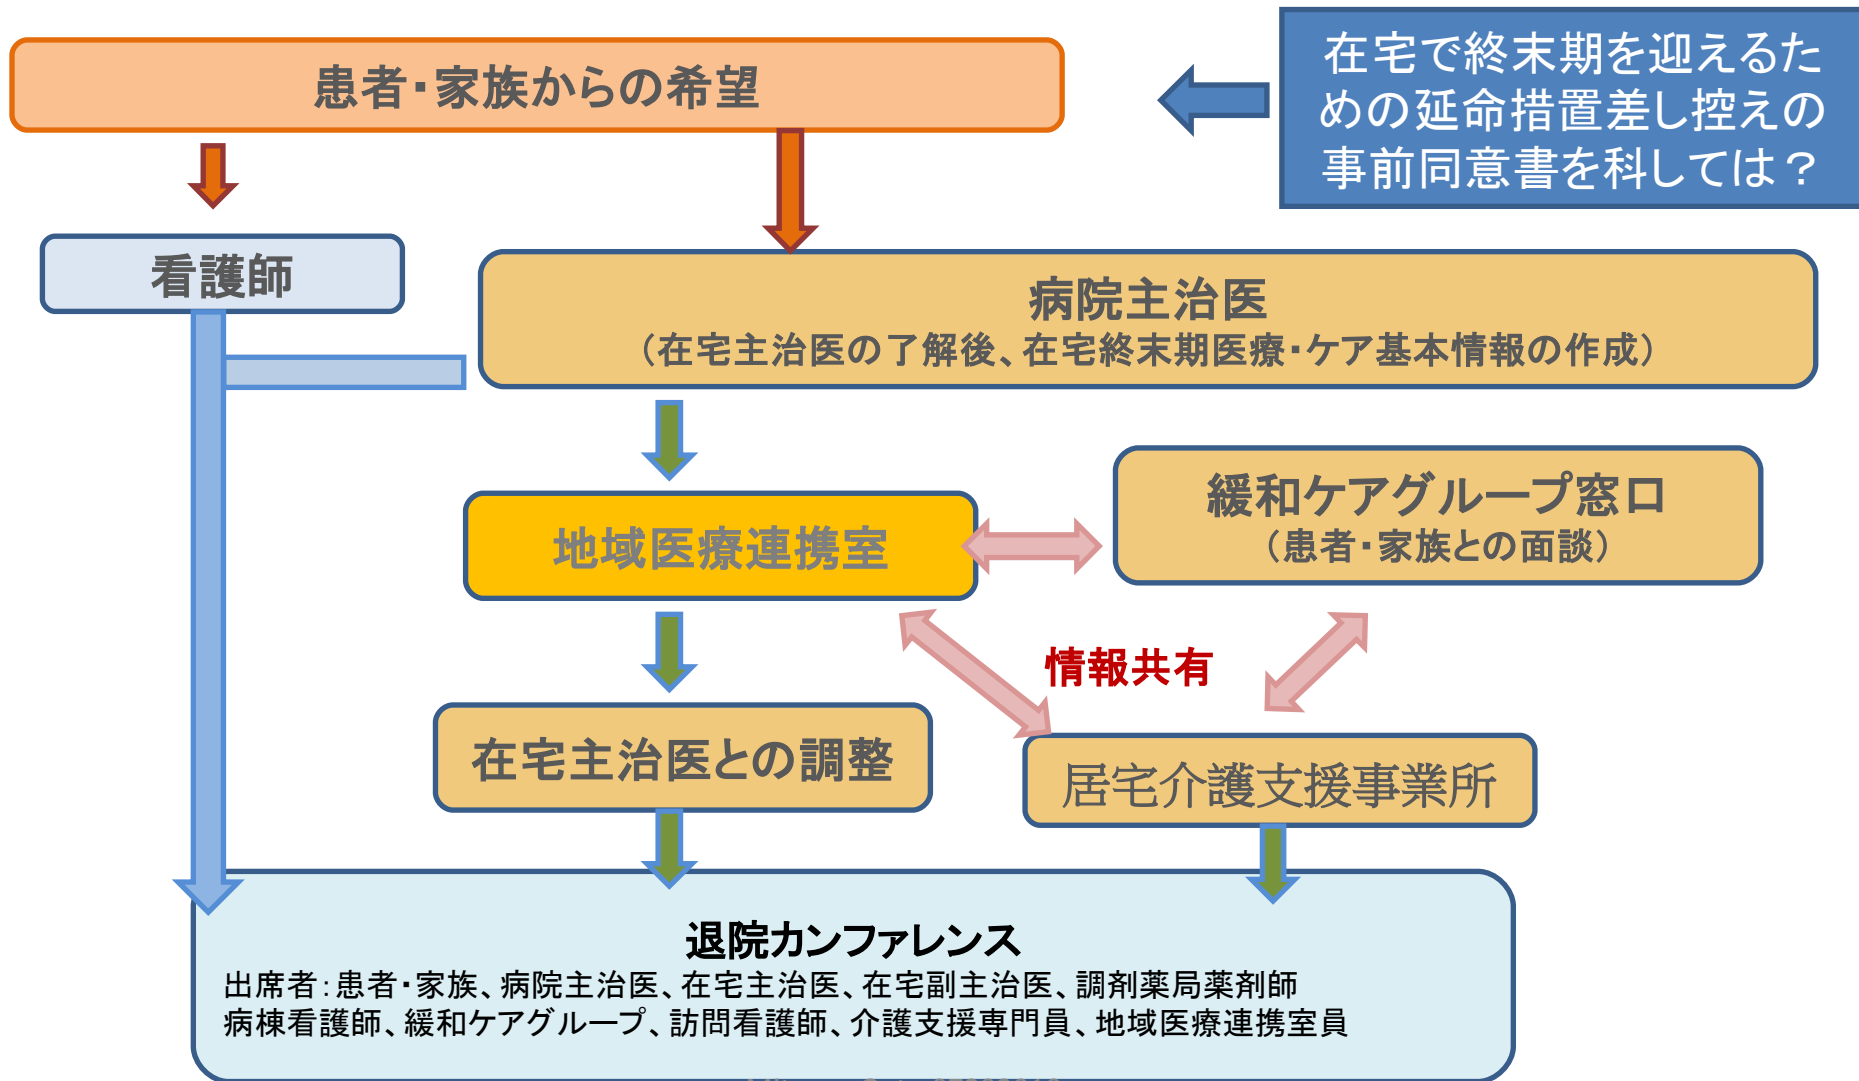 患者・家族からの希望
在宅で終末期を迎えるた
めの延命措置差し控えの
事前同意書を科しては？
看護師
病院主治医
（在宅主治医の了解後、在宅終末期医療・ケア基本情報の作成）
地域医療連携室
緩和ケアグループ窓口
（患者・家族との面談）
情報共有
在宅主治医との調整
居宅介護支援事業所
退院カンファレンス
出席者：患者・家族、病院主治医、在宅主治医、在宅副主治医、調剤薬局薬剤師
病棟看護師、緩和ケアグループ、訪問看護師、介護支援専門員、地域医療連携室員